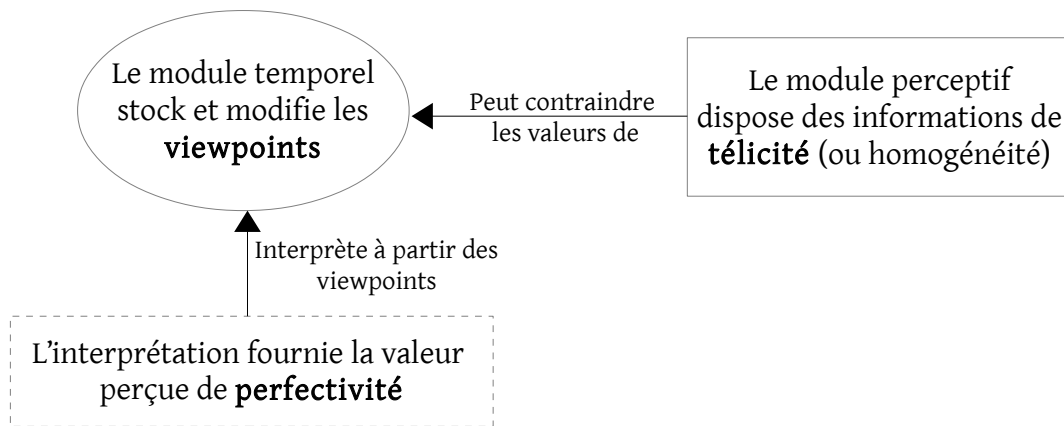 Le module temporel
stock et modifie les
viewpoints
Peut contraindre
les valeurs de
Le module perceptif
dispose des informations de
télicité (ou homogénéité)
Interprète à partir des
viewpoints
L'interprétation fournie la valeur
perçue de perfectivité